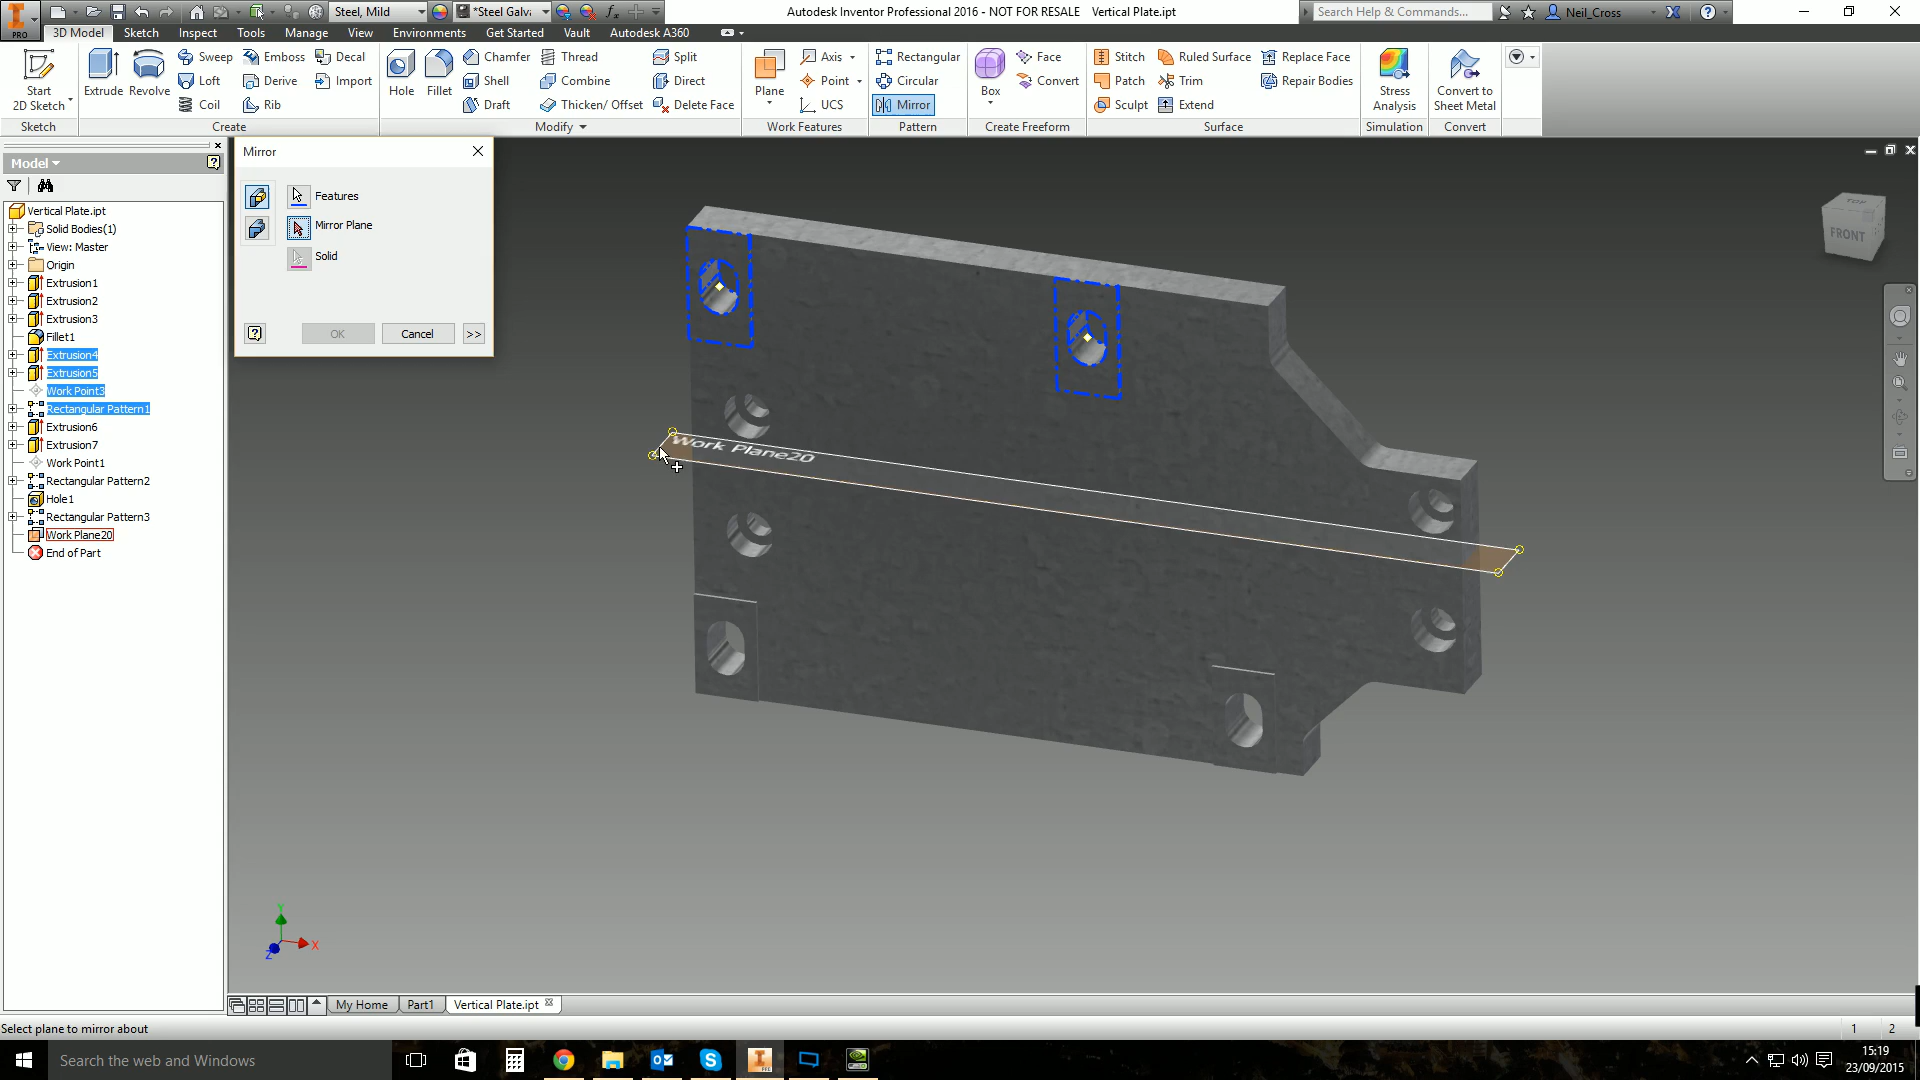 PRO
Steel, Mild
*Steel Galv
Autodesk Inventor Professional 2016 - NOT FOR RESALE Vertical Plate.ipt
Search Help & Commands...
Neil_Cross
3D Model Sketch Inspect Tools Manage View Environments Get Started Vault Autodesk A360
Start
2D Sketch
Extrude
Revolve
Sweep
Loft
Coil
Emboss
Derive
Rib
Decal
Import
Hole
Fillet
Chamfer
Shell
Draft
Thread
Combine
Thicken/ Offset
Split
Direct
Delete Face
Plane
Axis
Point
UCS
Rectangular
Circular
Mirror
Box
Face
Convert
Stitch
Patch
Sculpt
Ruled Surface
Trim
Extend
Replace Face
Repair Bodies
Stress
Analysis
Convert to
Sheet Metal
Sketch Create Modify Work Features Pattern Create Freeform Surface Simulation Convert
Model
Vertical Plate.ipt
Solid Bodies(1)
View: Master
Origin
Extrusion1
Extrusion2
Extrusion3
Fillet1
Extrusion4
Extrusion5
Work Point3
Rectangular Pattern1
Extrusion6
Extrusion7
Work Point1
Rectangular Pattern2
Hole1
Rectangular Pattern3
Work Plane20
End of Part
Mirror
Features
Mirror Plane
Solid
OK
Cancel
>>
Work Plane20
TOP
FRONT
Y
X
Z
My Home Part1 Vertical Plate.ipt
Select plane to mirror about
1 2
Search the web and Windows
15:19
23/09/2015